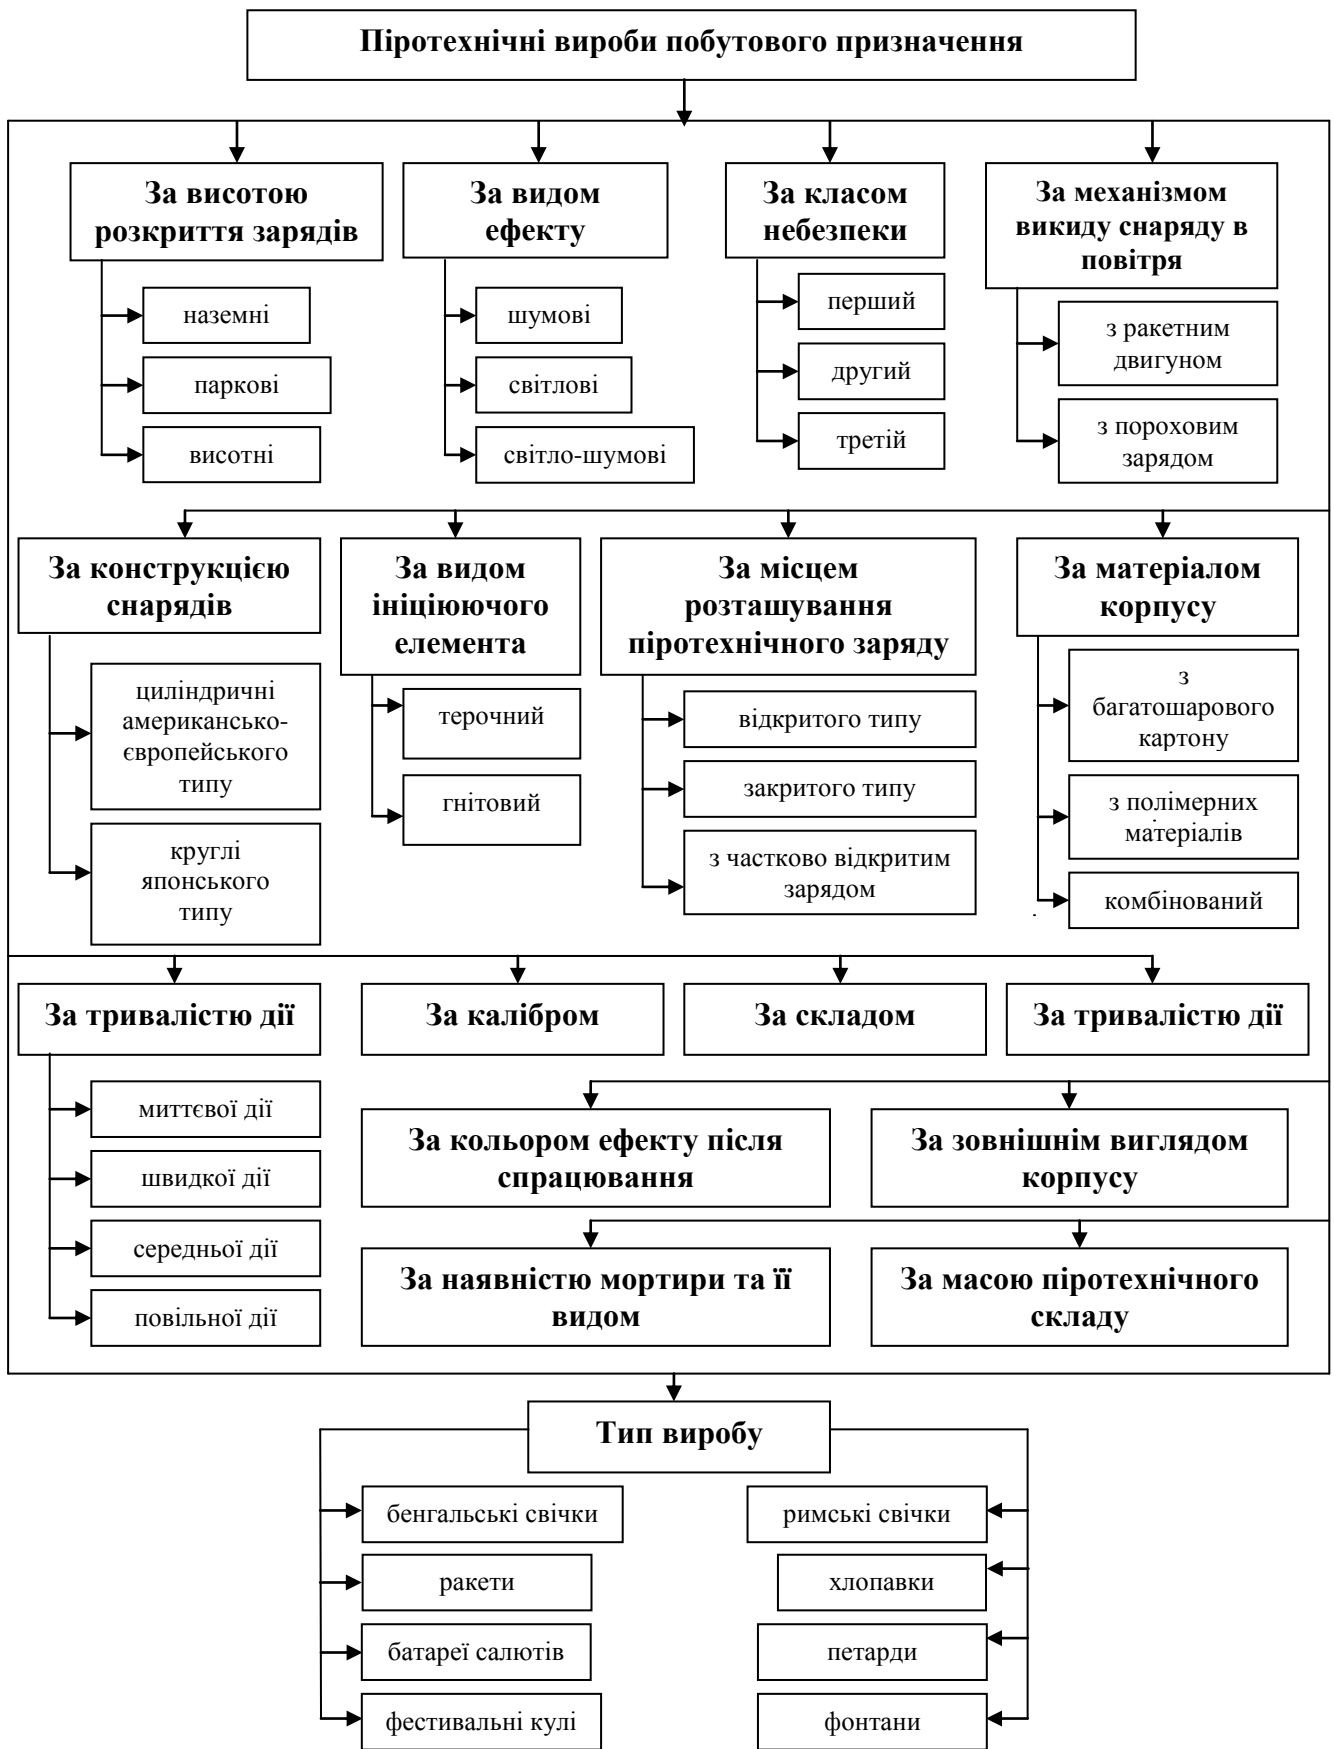 Піротехнічні вироби побутового призначення
За висотою
розкриття зарядів
наземні
паркові
висотні
За видом
ефекту
шумові
світлові
світло-шумові
За класом
небезпеки
перший
другий
третій
За механізмом
викиду снаряду в
повітря
з ракетним
двигуном
з пороховим
зарядом
За конструкцією
снарядів
циліндричні
американсько-
європейського
типу
круглі
японського
типу
За видом
ініціюючого
елемента
терочний
гнітовий
За місцем
розташування
піротехнічного заряду
відкритого типу
закритого типу
з частково відкритим
зарядом
За матеріалом
корпусу
з
багатошарового
картону
з полімерних
матеріалів
комбінований
За тривалістю дії
миттєвої дії
швидкої дії
середньої дії
повільної дії
За калібром
За складом
За тривалістю дії
За кольором ефекту після
спрацювання
За зовнішнім виглядом
корпусу
За наявністю мортири та її
видом
За масою піротехнічного
складу
Тип виробу
бенгальські свічки
ракети
батареї салютів
фестивальні кулі
римські свічки
хлопавки
петарди
фонтани